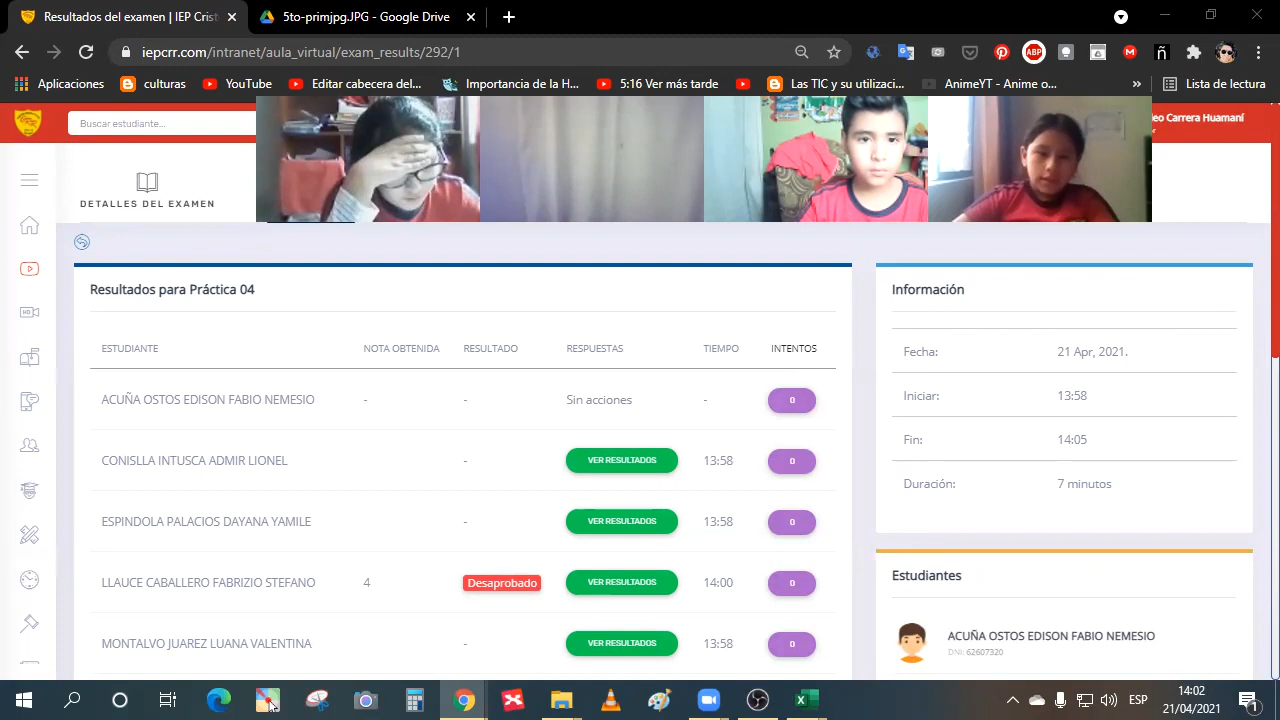 Resultados del examen | IEP Crist
5to-primjpg.JPG - Google Drive
iepcrr.com/intranet/aula_virtual/exam_results/292/1
Aplicaciones
culturas
YouTube
Editar cabecera del...
Importancia de la H...
5:16 Ver más tarde
Las TIC y su utilizaci...
AnimeYT - Anime o...
»
Lista de lectura
Buscar estudiante...
leo Carrera Huamaní
DETALLES DEL EXAMEN
Resultados para Práctica 04
ESTUDIANTE NOTA OBTENIDA RESULTADO RESPUESTAS TIEMPO INTENTOS
ACUÑA OSTOS EDISON FABIO NEMESIO - - Sin acciones - 0
CONISLLA INTUSCA ADMIR LIONEL - VER RESULTADOS 13:58 0
ESPINDOLA PALACIOS DAYANA YAMILE - VER RESULTADOS 13:58 0
LLAUCE CABALLERO FABRIZIO STEFANO 4 Desaprobado VER RESULTADOS 14:00 0
MONTALVO JUAREZ LUANA VALENTINA - VER RESULTADOS 13:58 0
Información
Fecha: 21 Apr, 2021.
Iniciar: 13:58
Fin: 14:05
Duración: 7 minutos
Estudiantes
ACUÑA OSTOS EDISON FABIO NEMESIO
DNI: 62607320
ESP
14:02
21/04/2021
1